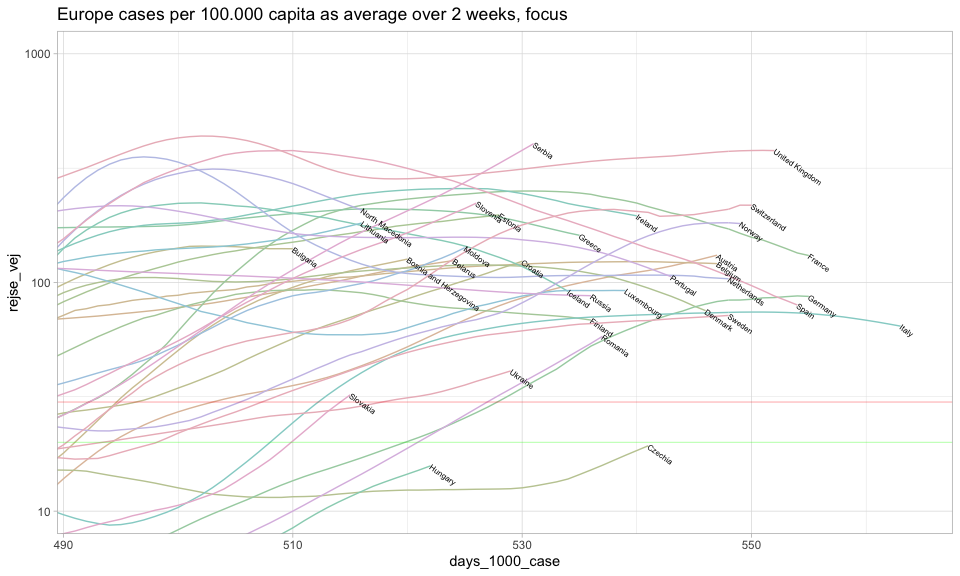 Europe cases per 100.000 capita as average over 2 weeks, focus
1000
100
10
rejse_vej
Serbia
United Kingdom
North Macedonia
Lithuania
Slovenia
Estonia
Ireland
Switzerland
Norway
Greece
France
Bulgaria
Bosnia and Herzegovina
Moldova
Belarus
Croatia
Austria
Belgium
Netherlands
Portugal
Iceland
Russia
Luxembourg
Germany
Spain
Denmark
Sweden
Italy
Finland
Romania
Ukraine
Slovakia
Czechia
Hungary
490
510
530
550
days_1000_case